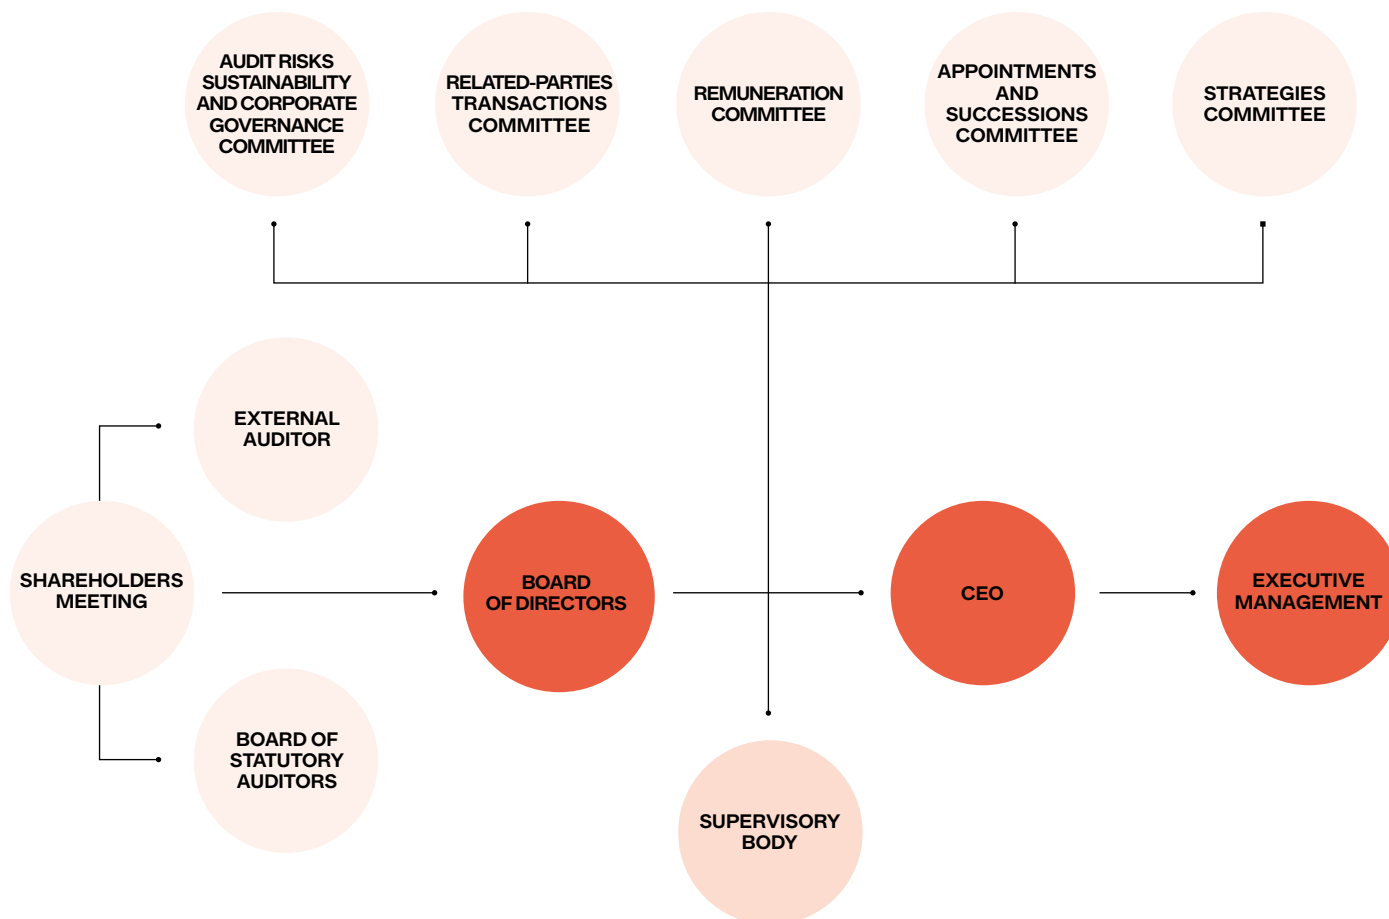 AUDIT RISKS
SUSTAINABILITY
AND CORPORATE
GOVERNANCE
COMMITTEE
RELATED-PARTIES
TRANSACTIONS
COMMITTEE
REMUNERATION
COMMITTEE
APPOINTMENTS
AND
SUCCESSIONS
COMMITTEE
STRATEGIES
COMMITTEE
EXTERNAL
AUDITOR
SHAREHOLDERS
MEETING
BOARD
OF DIRECTORS
CEO
EXECUTIVE
MANAGEMENT
BOARD OF
STATUTORY
AUDITORS
SUPERVISORY
BODY